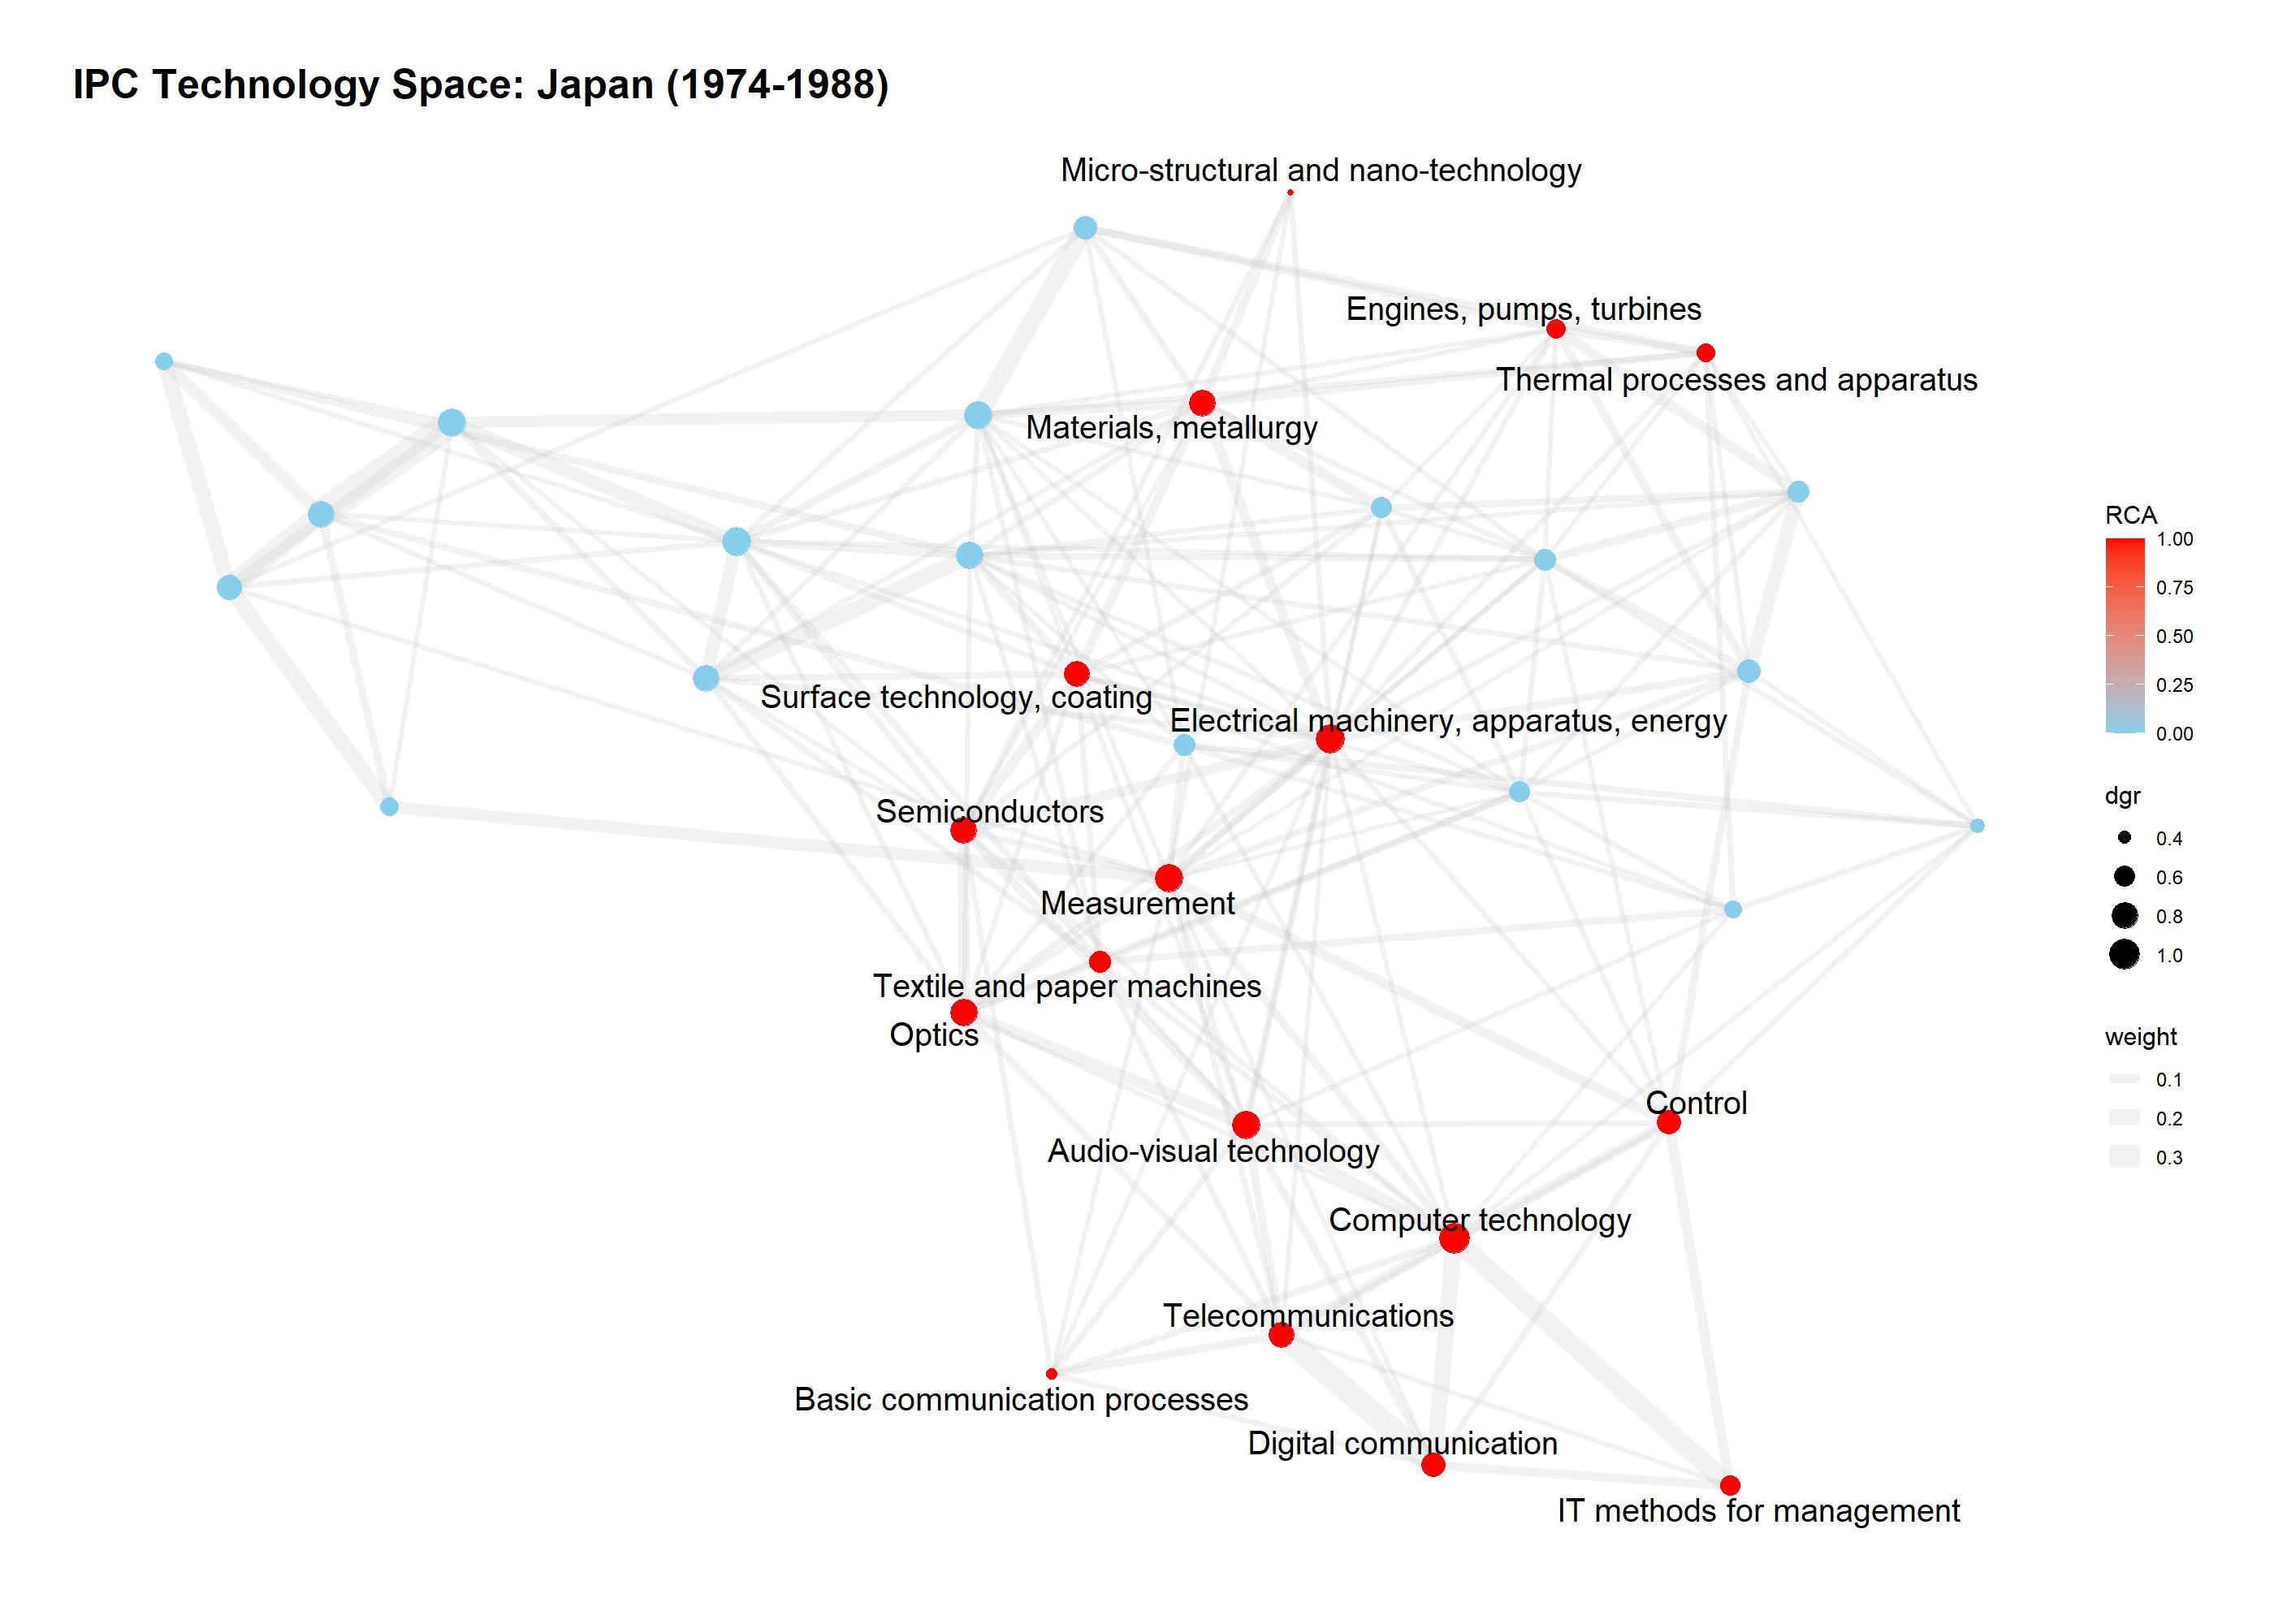 IPC Technology Space: Japan (1974-1988)
Micro-structural and nano-technology
Engines, pumps, turbines
Thermal processes and apparatus
Materials, metallurgy
Surface technology, coating
Electrical machinery, apparatus, energy
Semiconductors
Measurement
Textile and paper machines
Optics
Control
Audio-visual technology
Computer technology
Telecommunications
Basic communication processes
Digital communication
IT methods for management
RCA
1.00
0.75
0.50
0.25
0.00
dgr
0.4
0.6
0.8
1.0
weight
0.1
0.2
0.3